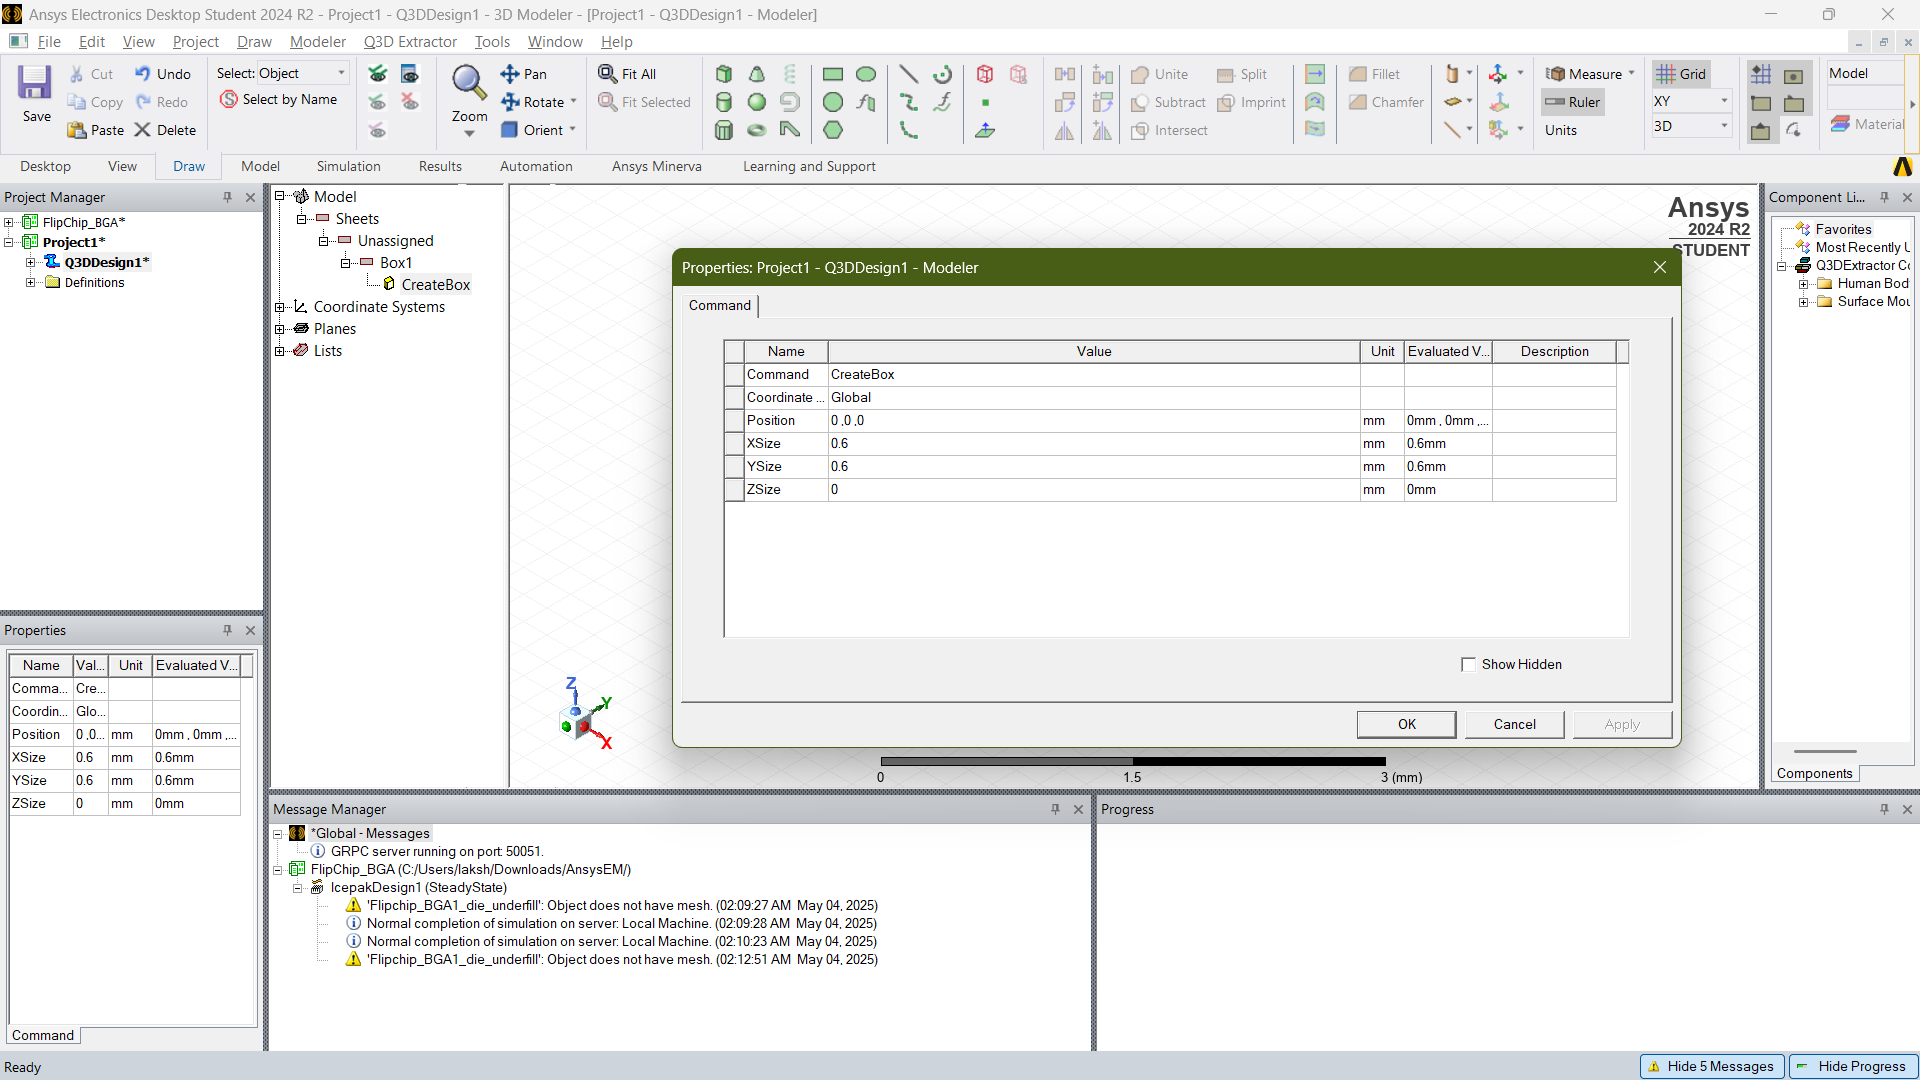 Ansys Electronics Desktop Student 2024 R2 - Project1 - Q3DDesign1 - 3D Modeler - [Project1 - Q3DDesign1 - Modeler]
File Edit View Project Draw Modeler Q3D Extractor Tools Window Help
Save
Cut
Copy
Paste
Undo
Redo
Delete
Select: Object
Select by Name
Zoom
Pan
Rotate
Orient
Fit All
Fit Selected
Unite
Subtract
Intersect
Split
Imprint
Fillet
Chamfer
Measure
Ruler
Units
Grid
XY
3D
Model
Material
Desktop View Draw Model Simulation Results Automation Ansys Minerva Learning and Support
Project Manager
FlipChip_BGA*
Project1*
Q3DDesign1*
Definitions
Model
Sheets
Unassigned
Box1
CreateBox
Coordinate Systems
Planes
Lists
Ansys
2024 R2
STUDENT
Z
Y
X
0 1.5 3 (mm)
Properties: Project1 - Q3DDesign1 - Modeler
Command
Name Value Unit Evaluated V... Description
Command CreateBox
Coordinate ... Global
Position 0 ,0 ,0 mm 0mm , 0mm ,...
XSize 0.6 mm 0.6mm
YSize 0.6 mm 0.6mm
ZSize 0 mm 0mm
Show Hidden
OK Cancel Apply
Component Li...
Favorites
Most Recently U
Q3DExtractor Co
Human Bod
Surface Mou
Components
Properties
Name Val... Unit Evaluated V...
Comma... Cre...
Coordin... Glo...
Position 0 ,0... mm 0mm , 0mm ,...
XSize 0.6 mm 0.6mm
YSize 0.6 mm 0.6mm
ZSize 0 mm 0mm
Command
Message Manager
*Global - Messages
GRPC server running on port: 50051.
FlipChip_BGA (C:/Users/laksh/Downloads/AnsysEM/)
IcepakDesign1 (SteadyState)
'Flipchip_BGA1_die_underfill': Object does not have mesh. (02:09:27 AM May 04, 2025)
Normal completion of simulation on server: Local Machine. (02:09:28 AM May 04, 2025)
Normal completion of simulation on server: Local Machine. (02:10:23 AM May 04, 2025)
'Flipchip_BGA1_die_underfill': Object does not have mesh. (02:12:51 AM May 04, 2025)
Progress
Ready
Hide 5 Messages
Hide Progress